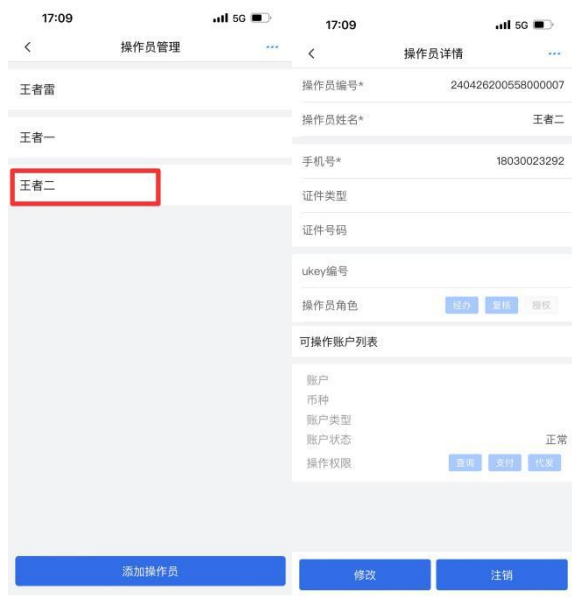 17:09
5G
操作员管理
王者雷
王者一
王者二
添加操作员
17:09
5G
操作员详情
操作员编号* 240426200558000007
操作员姓名* 王者二
手机号* 18030023292
证件类型
证件号码
ukey编号
操作员角色 经办 复核 授权
可操作账户列表
账户
币种
账户类型
账户状态 正常
操作权限 查询 支付 代发
修改 注销